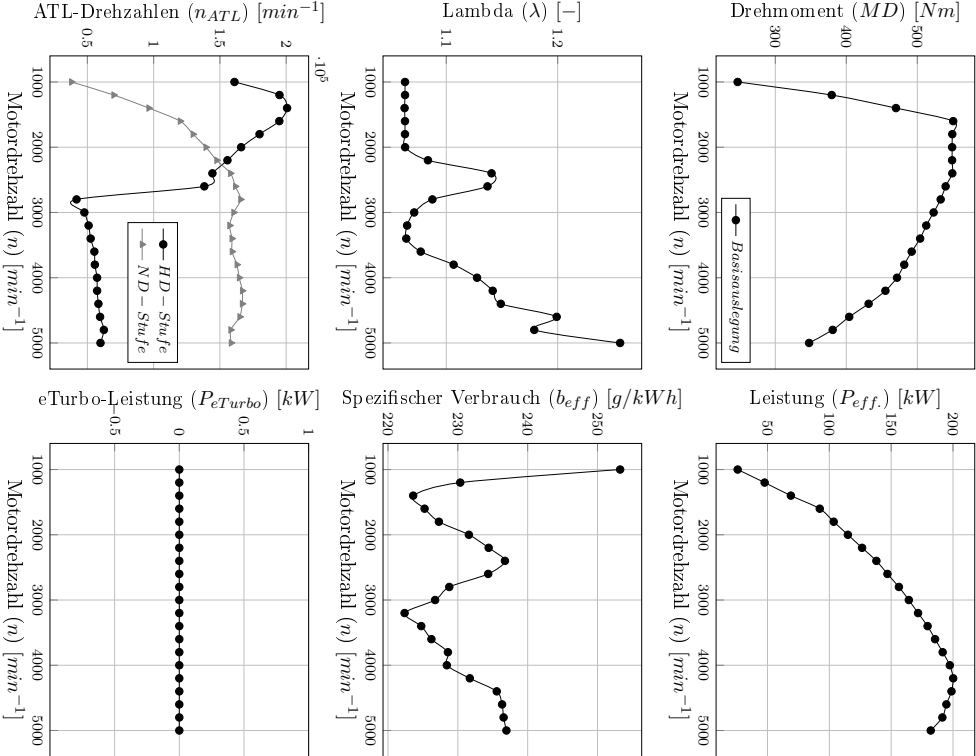 Drehmoment (MD) [Nm]
500
400
300
1000 2000 3000 4000 5000
Motordrehzahl (n) [min⁻¹]
Basisauslegung
Leistung (P_eff.) [kW]
200
150
100
50
1000 2000 3000 4000 5000
Motordrehzahl (n) [min⁻¹]
Lambda (λ) [−]
1.2
1.1
1000 2000 3000 4000 5000
Motordrehzahl (n) [min⁻¹]
Spezifischer Verbrauch (b_eff) [g/kWh]
250
240
230
220
1000 2000 3000 4000 5000
Motordrehzahl (n) [min⁻¹]
ATL-Drehzahlen (n_ATL) [min⁻¹]
·10⁵
2
1.5
1
0.5
1000 2000 3000 4000 5000
Motordrehzahl (n) [min⁻¹]
HD − Stufe
ND − Stufe
eTurbo-Leistung (P_eTurbo) [kW]
1
0.5
0
−0.5
1000 2000 3000 4000 5000
Motordrehzahl (n) [min⁻¹]